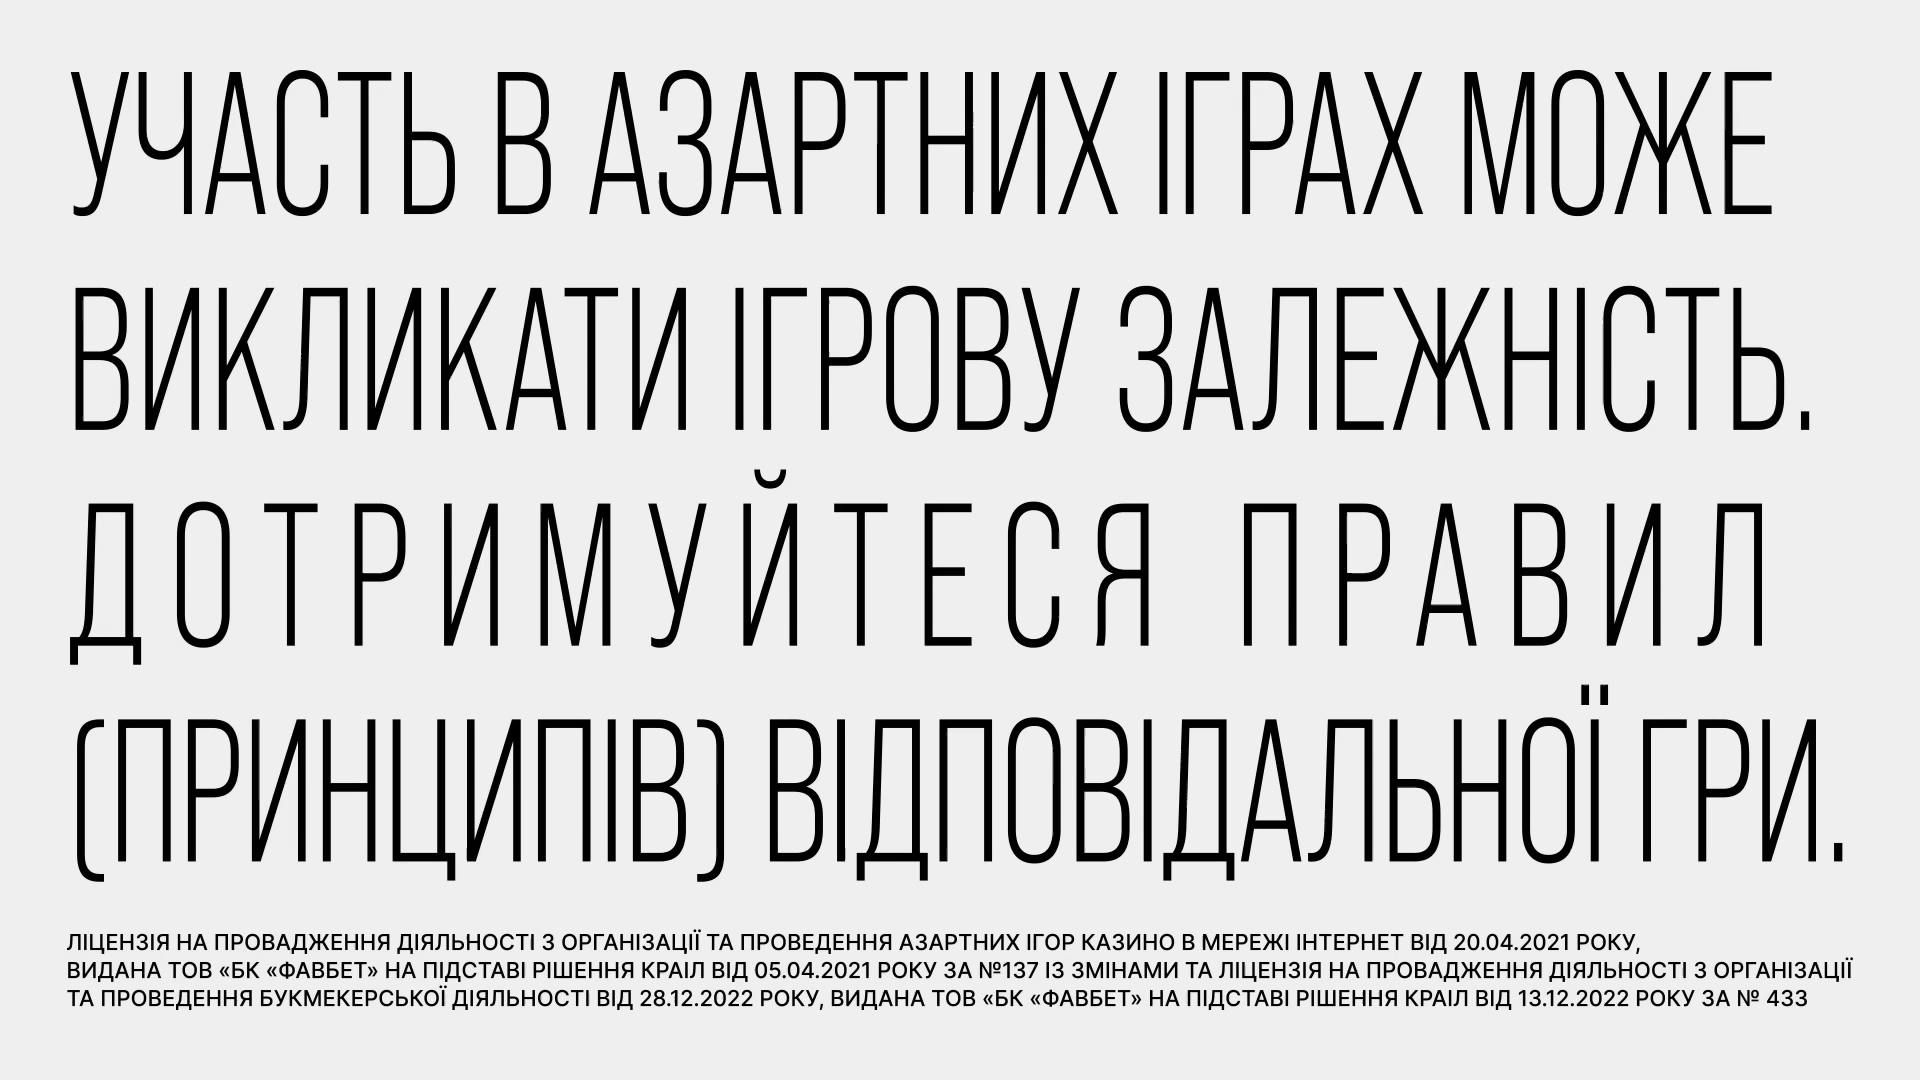 УЧАСТЬ В АЗАРТНИХ ІГРАХ МОЖЕ
ВИКЛИКАТИ ІГРОВУ ЗАЛЕЖНІСТЬ.
ДОТРИМУЙТЕСЯ ПРАВИЛ
(ПРИНЦИПІВ) ВІДПОВІДАЛЬНОЇ ГРИ.
ЛІЦЕНЗІЯ НА ПРОВАДЖЕННЯ ДІЯЛЬНОСТІ З ОРГАНІЗАЦІЇ ТА ПРОВЕДЕННЯ АЗАРТНИХ ІГОР КАЗИНО В МЕРЕЖІ ІНТЕРНЕТ ВІД 20.04.2021 РОКУ,
ВИДАНА ТОВ «БК «ФАВБЕТ» НА ПІДСТАВІ РІШЕННЯ КРАІЛ ВІД 05.04.2021 РОКУ ЗА №137 ІЗ ЗМІНАМИ ТА ЛІЦЕНЗІЯ НА ПРОВАДЖЕННЯ ДІЯЛЬНОСТІ З ОРГАНІЗАЦІЇ
ТА ПРОВЕДЕННЯ БУКМЕКЕРСЬКОЇ ДІЯЛЬНОСТІ ВІД 28.12.2022 РОКУ, ВИДАНА ТОВ «БК «ФАВБЕТ» НА ПІДСТАВІ РІШЕННЯ КРАІЛ ВІД 13.12.2022 РОКУ ЗА № 433